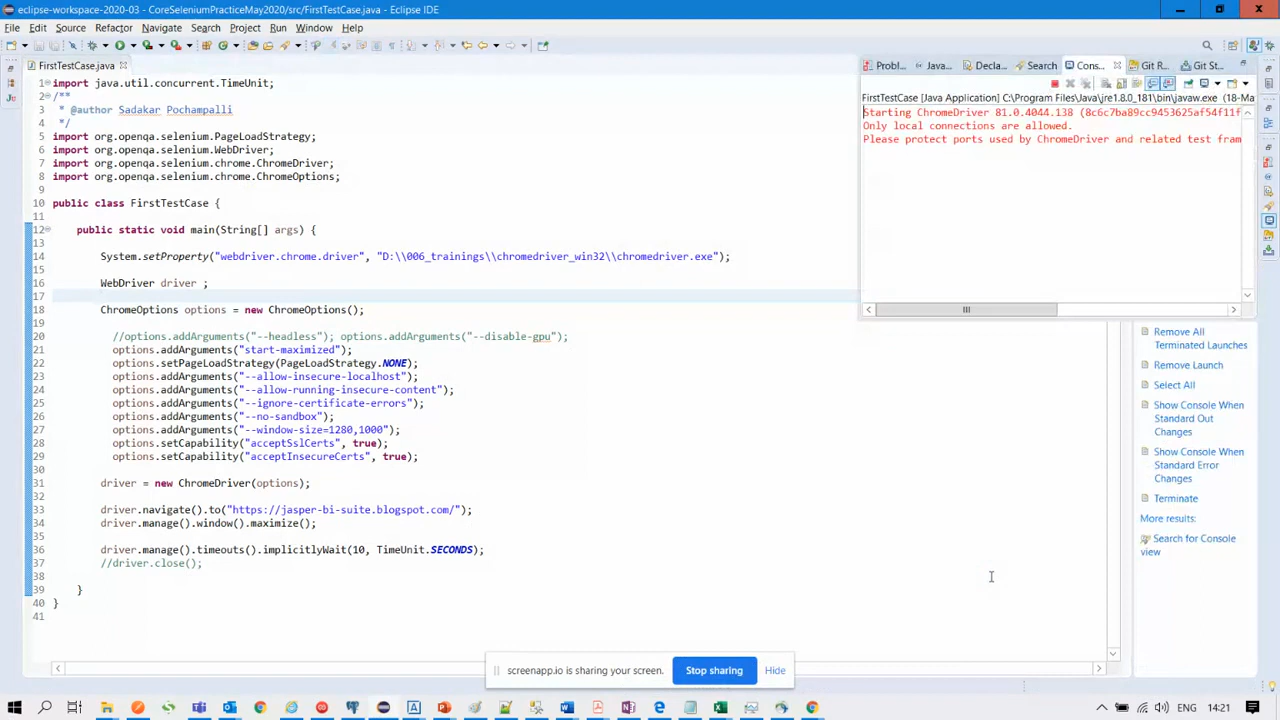 eclipse-workspace-2020-03 - CoreSeleniumPracticeMay2020/src/FirstTestCase.java - Eclipse IDE
File Edit Source Refactor Navigate Search Project Run Window Help
FirstTestCase.java
1 import java.util.concurrent.TimeUnit;
2 /**
3 * @author Sadakar Pochampalli
4 */
5 import org.openqa.selenium.PageLoadStrategy;
6 import org.openqa.selenium.WebDriver;
7 import org.openqa.selenium.chrome.ChromeDriver;
8 import org.openqa.selenium.chrome.ChromeOptions;
9
10 public class FirstTestCase {
11
12 public static void main(String[] args) {
13
14 System.setProperty("webdriver.chrome.driver", "D:\\006_trainings\\chromedriver_win32\\chromedriver.exe");
15
16 WebDriver driver ;
17
18 ChromeOptions options = new ChromeOptions();
19
20 //options.addArguments("--headless"); options.addArguments("--disable-gpu");
21 options.addArguments("start-maximized");
22 options.setPageLoadStrategy(PageLoadStrategy.NONE);
23 options.addArguments("--allow-insecure-localhost");
24 options.addArguments("--allow-running-insecure-content");
25 options.addArguments("--ignore-certificate-errors");
26 options.addArguments("--no-sandbox");
27 options.addArguments("--window-size=1280,1000");
28 options.setCapability("acceptSslCerts", true);
29 options.setCapability("acceptInsecureCerts", true);
30
31 driver = new ChromeDriver(options);
32
33 driver.navigate().to("https://jasper-bi-suite.blogspot.com/");
34 driver.manage().window().maximize();
35
36 driver.manage().timeouts().implicitlyWait(10, TimeUnit.SECONDS);
37 //driver.close();
38
39 }
40 }
41
Probl... Java... Decla... Search Cons... Git R... Git St...
FirstTestCase [Java Application] C:\Program Files\Java\jre1.8.0_181\bin\javaw.exe (18-Ma
Starting ChromeDriver 81.0.4044.138 (8c6c7ba89cc9453625af54f11f
Only local connections are allowed.
Please protect ports used by ChromeDriver and related test fram
Remove All
Terminated Launches
Remove Launch
Select All
Show Console When
Standard Out
Changes
Show Console When
Standard Error
Changes
Terminate
More results:
Search for Console
view
screenapp.io is sharing your screen. Stop sharing Hide
ENG 14:21